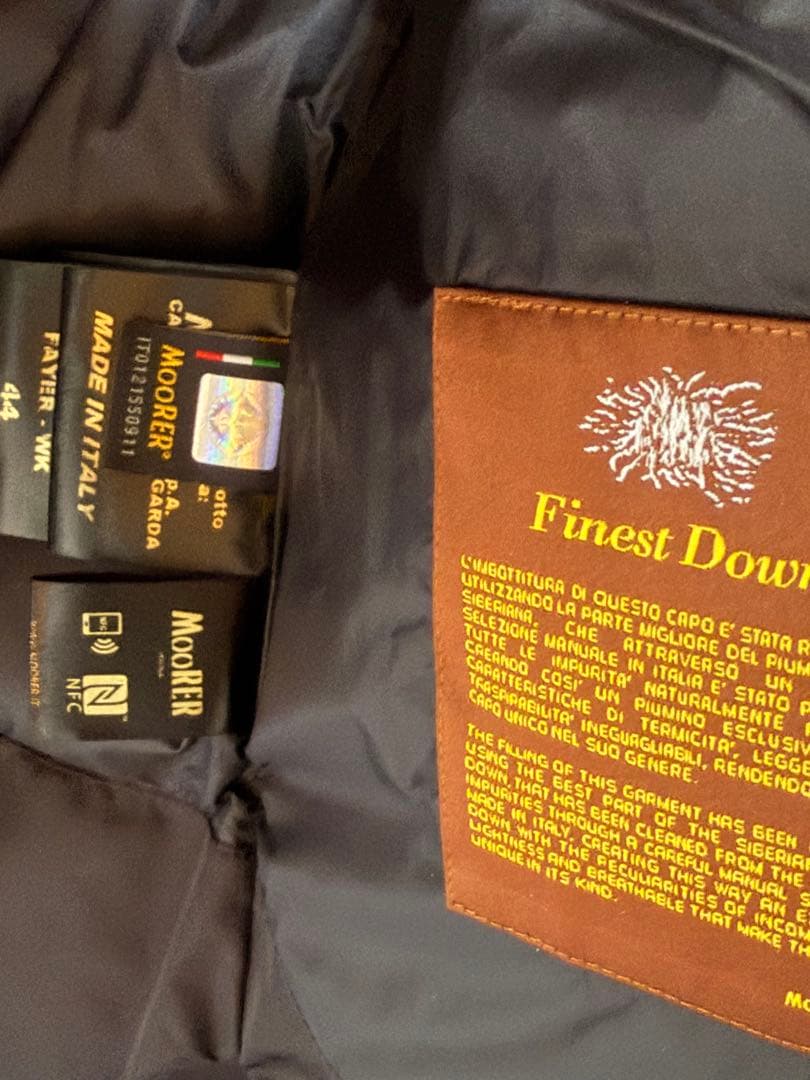 44
FAYER - WK
MADE IN ITALY
CA
MOORER®
IT0121550911
otto
a:
P.A.
GARDA
MOORER
NFC
NFC
Finest Down
L'IMBOTTITURA DI QUESTO CAPO E' STATA R
UTILIZZANDO LA PARTE MIGLIORE DEL PIUM
SIBERIANA, CHE ATTRAVERSO UN
SELEZIONE MANUALE IN ITALIA E' STATO P
TUTTE LE IMPURITA' NATURALMENTE
CREANDO COSI' UN PIUMINO ESCLUSIV
CARATTERISTICHE DI TERMICITA', LEGGE
TRASPIRABILITA' INEGUAGLIABILI, RENDENDO
CAPO UNICO NEL SUO GENERE.
THE FILLING OF THIS GARMENT HAS BEEN
USING THE BEST PART OF THE SIBERIAN
DOWN THAT HAS BEEN CLEANED FROM THE
IMPURITIES THROUGH A CAREFUL MANUAL S
MADE IN ITALY, CREATING THIS WAY AN E
DOWN WITH THE PECULIARITIES OF INCOM
LIGHTNESS AND BREATHABLE THAT MAKE TH
UNIQUE IN ITS KIND.
Mo